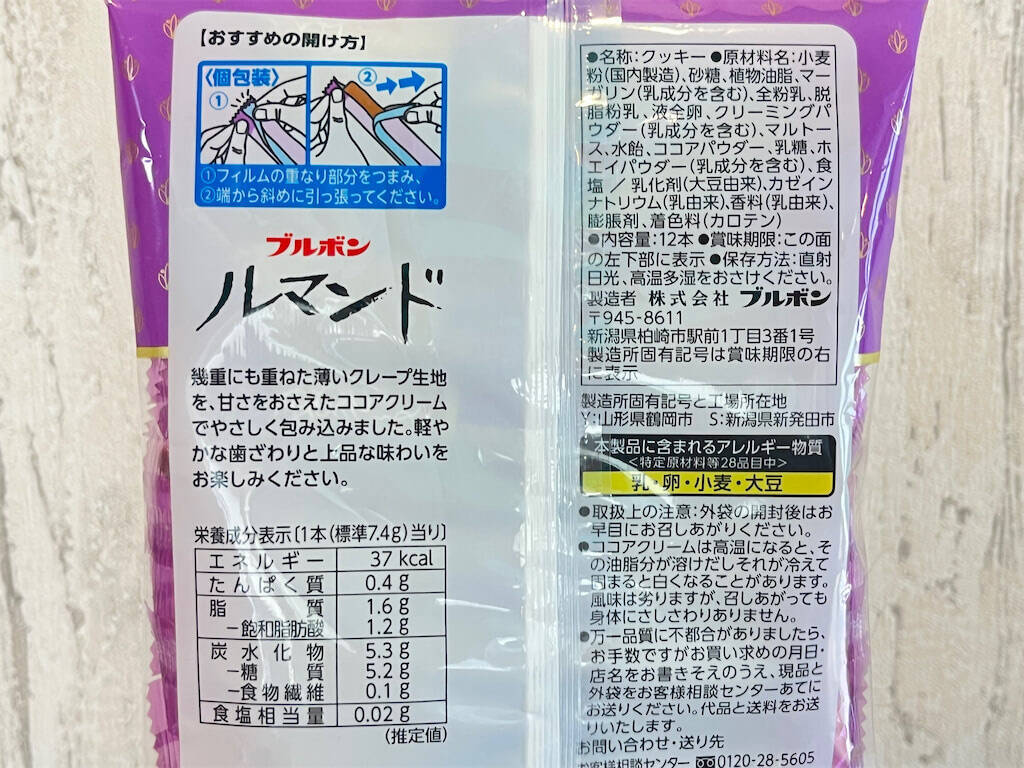 【おすすめの開け方】
〈個包装〉
①
②
①フィルムの重なり部分をつまみ、
②端から斜めに引っ張ってください。
ブルボン
ルマンド
幾重にも重ねた薄いクレープ生地
を、甘さをおさえたココアクリーム
でやさしく包み込みました。軽や
かな歯ざわりと上品な味わいを
お楽しみください。
栄養成分表示〔1本(標準7.4g)当り〕
エネルギー 37 kcal
たんぱく質 0.4 g
脂質 1.6 g
−飽和脂肪酸 1.2 g
炭水化物 5.3 g
−糖質 5.2 g
−食物繊維 0.1 g
食塩相当量 0.02 g
(推定値)
●名称:クッキー ●原材料名:小麦
粉(国内製造)、砂糖、植物油脂、マー
ガリン(乳成分を含む)、全粉乳、脱
脂粉乳、液全卵、クリーミングパ
ウダー(乳成分を含む)、マルトー
ス、水飴、ココアパウダー、乳糖、ホ
エイパウダー(乳成分を含む)、食
塩 / 乳化剤(大豆由来)、カゼイン
ナトリウム(乳由来)、香料(乳由来)、
膨脹剤、着色料(カロテン)
●内容量:12本 ●賞味期限:この面
の左下部に表示 ●保存方法:直射
日光、高温多湿をおさけください。
製造者 株式会社 ブルボン
〒945-8611
新潟県柏崎市駅前1丁目3番1号
製造所固有記号は賞味期限の右
に表示
製造所固有記号と工場所在地
Y:山形県鶴岡市 S:新潟県新発田市
本製品に含まれるアレルギー物質
<特定原材料等28品目中>
乳・卵・小麦・大豆
●取扱上の注意:外袋の開封後はお
早目にお召しあがりください。
●ココアクリームは高温になると、そ
の油脂分が溶けだしそれが冷えて
固まると白くなることがあります。
風味は劣りますが、召しあがっても
身体にさしさわりありません。
●万一品質に不都合がありましたら、
お手数ですがお買い求めの月日・
店名をお書きそえのうえ、現品と
外袋をお客様相談センターあてに
お送りください。代品と送料をお送
りいたします。
お問い合わせ・送り先
お客様相談センター 0120-28-5605